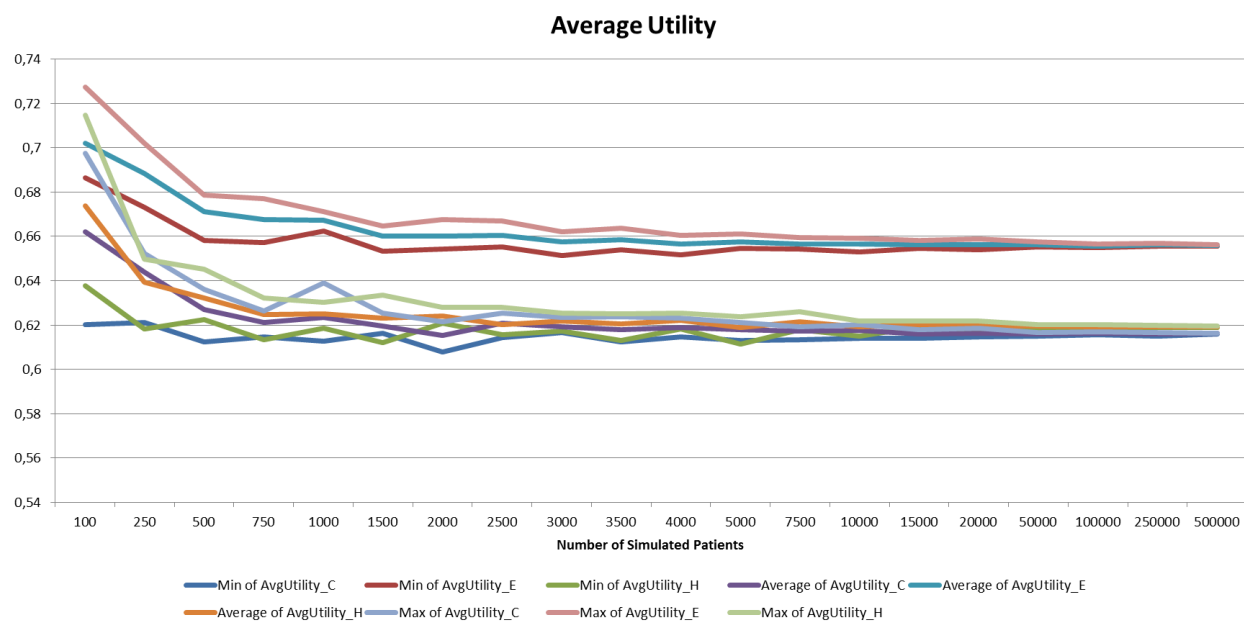 Average Utility
0,74
0,72
0,7
0,68
0,66
0,64
0,62
0,6
0,58
0,56
0,54
100 250 500 750 1000 1500 2000 2500 3000 3500 4000 5000 7500 10000 15000 20000 50000 100000 250000 500000
Number of Simulated Patients
Min of AvgUtility_C Min of AvgUtility_E Min of AvgUtility_H Average of AvgUtility_C Average of AvgUtility_E
Average of AvgUtility_H Max of AvgUtility_C Max of AvgUtility_E Max of AvgUtility_H